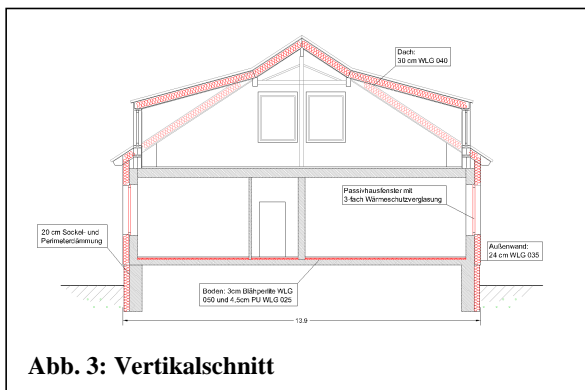 Dach:
30 cm WLG 040
Passivhausfenster mit
3-fach Wärmeschutzverglasung
20 cm Sockel- und
Perimeterdämmung
Außenwand:
24 cm WLG 035
Boden: 3cm Blähperlite WLG
050 und 4,5cm PU WLG 025
13.9
Abb. 3: Vertikalschnitt